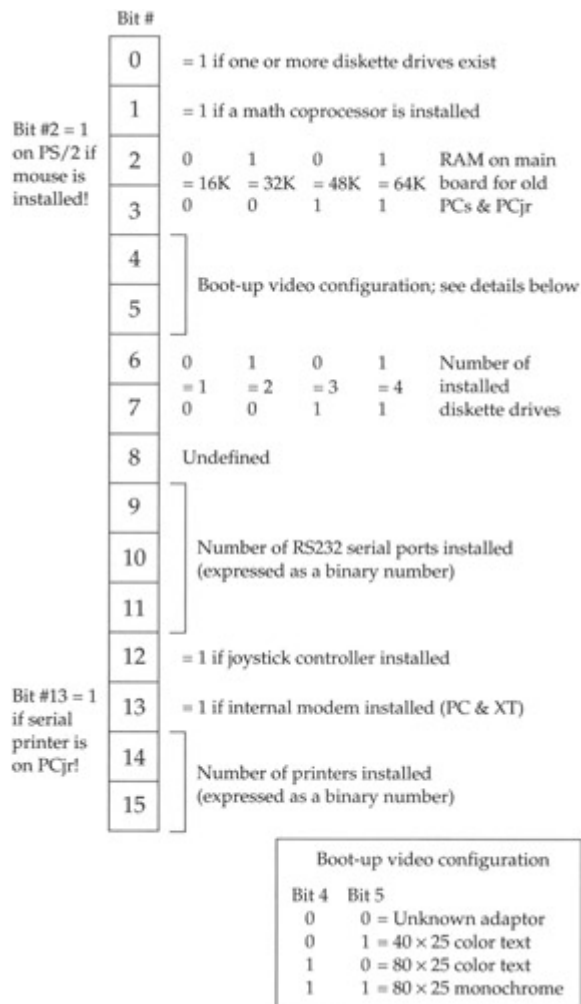 Bit #
0 = 1 if one or more diskette drives exist
1 = 1 if a math coprocessor is installed
Bit #2 = 1
on PS/2 if
mouse is
installed!
2 0 1 0 1 RAM on main
= 16K = 32K = 48K = 64K board for old
3 0 0 1 1 PCs & PCjr
4
Boot-up video configuration; see details below
5
6 0 1 0 1 Number of
= 1 = 2 = 3 = 4 installed
7 0 0 1 1 diskette drives
8 Undefined
9
10 Number of RS232 serial ports installed
(expressed as a binary number)
11
12 = 1 if joystick controller installed
Bit #13 = 1
if serial
printer is
on PCjr!
13 = 1 if internal modem installed (PC & XT)
14
Number of printers installed
(expressed as a binary number)
15
Boot-up video configuration
Bit 4 Bit 5
0 0 = Unknown adaptor
0 1 = 40 × 25 color text
1 0 = 80 × 25 color text
1 1 = 80 × 25 monochrome